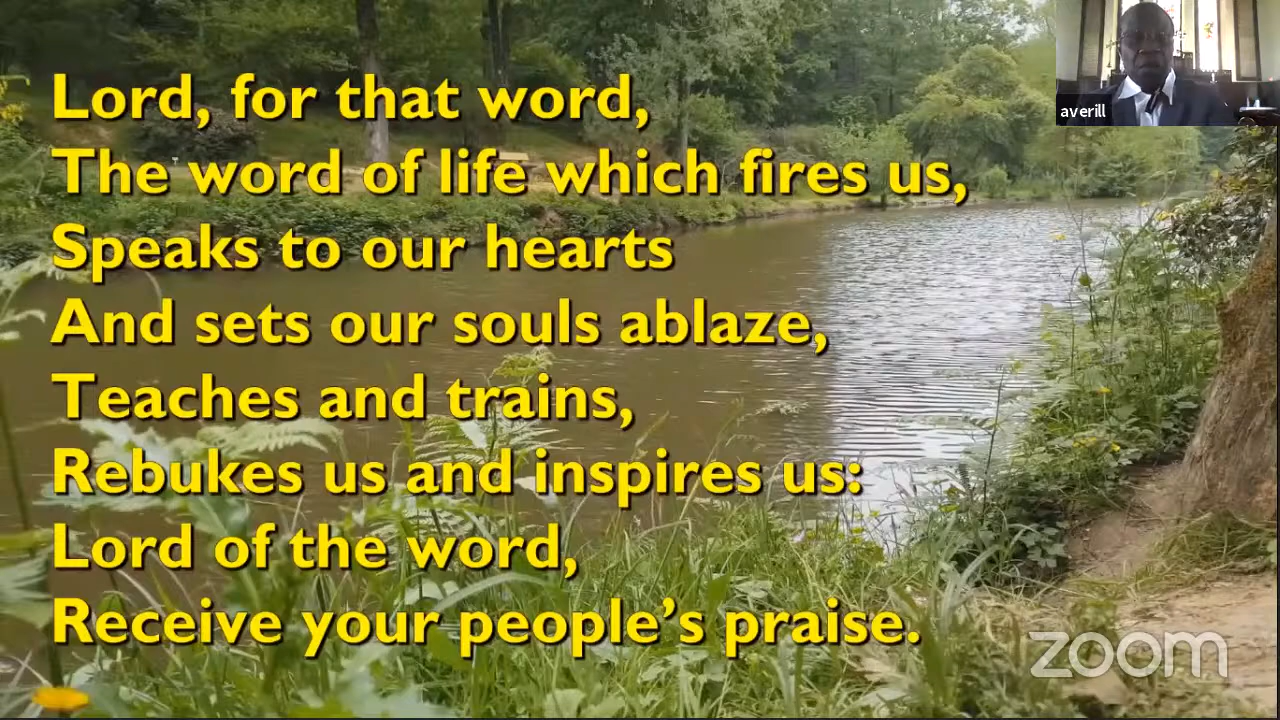 Lord, for that word,
The word of life which fires us,
Speaks to our hearts
And sets our souls ablaze,
Teaches and trains,
Rebukes us and inspires us:
Lord of the word,
Receive your people’s praise.
averill
zoom